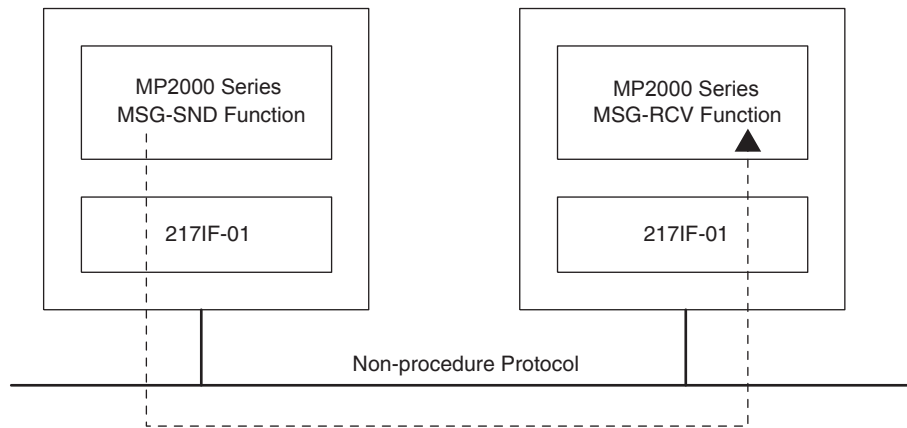 MP2000 Series
MSG-SND Function
217IF-01
MP2000 Series
MSG-RCV Function
217IF-01
Non-procedure Protocol